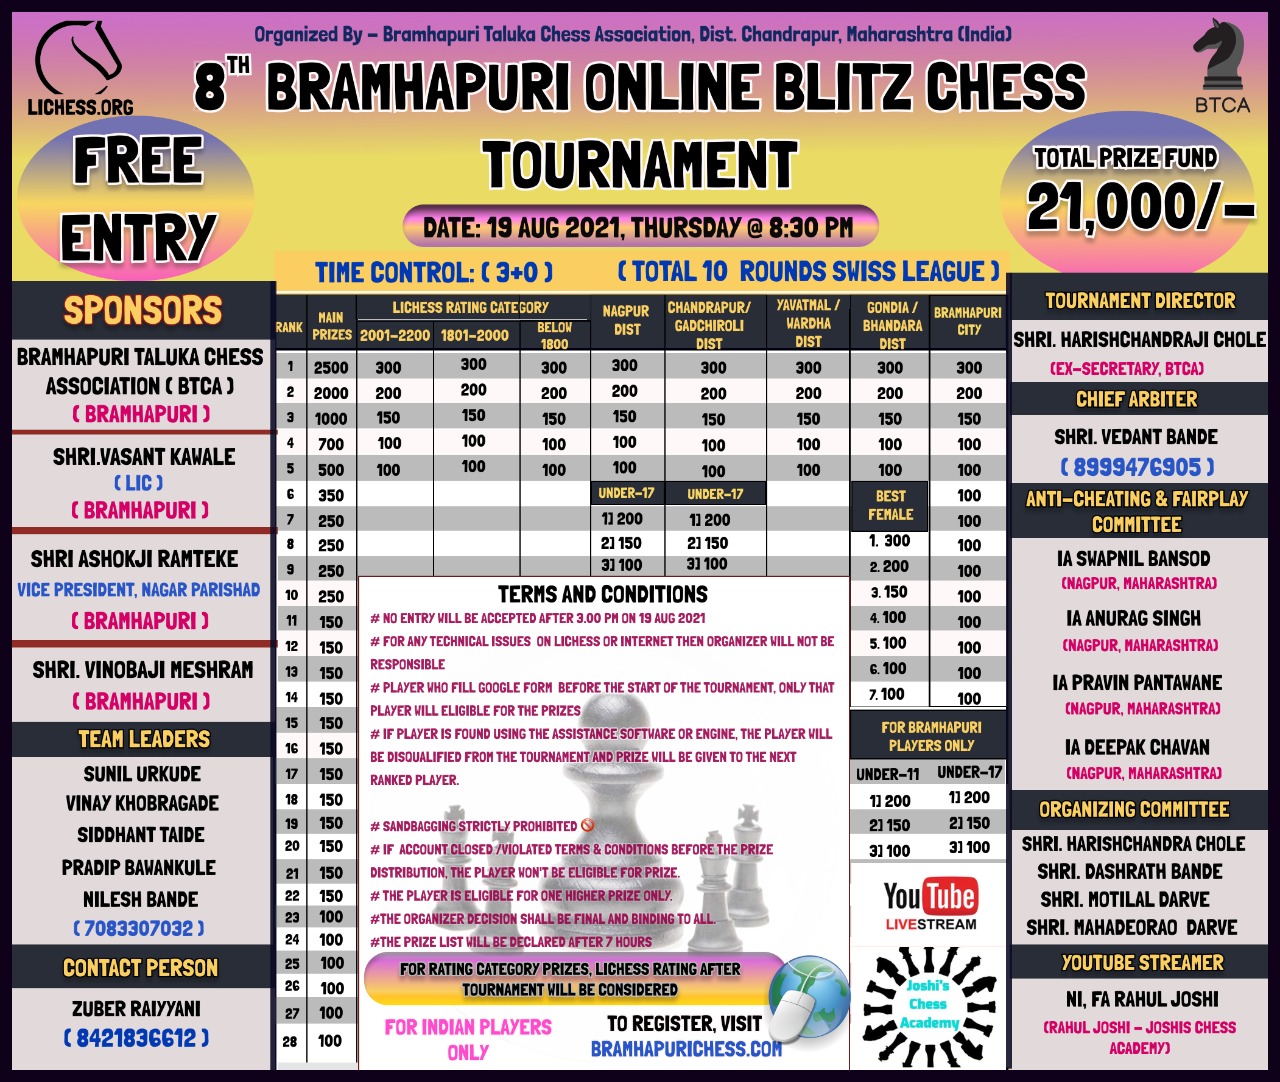 Organized By – Bramhapuri Taluka Chess Association, Dist. Chandrapur, Maharashtra (India)
LICHESS.ORG
8TH BRAMHAPURI ONLINE BLITZ CHESS
TOURNAMENT
BTCA
FREE
ENTRY
TOTAL PRIZE FUND
21,000/–
DATE: 19 AUG 2021, THURSDAY @ 8:30 PM
TIME CONTROL: ( 3+0 ) ( TOTAL 10 ROUNDS SWISS LEAGUE )
SPONSORS
BRAMHAPURI TALUKA CHESS
ASSOCIATION ( BTCA )
( BRAMHAPURI )
SHRI.VASANT KAWALE
( LIC )
( BRAMHAPURI )
SHRI ASHOKJI RAMTEKE
VICE PRESIDENT, NAGAR PARISHAD
( BRAMHAPURI )
SHRI. VINOBAJI MESHRAM
( BRAMHAPURI )
TEAM LEADERS
SUNIL URKUDE
VINAY KHOBRAGADE
SIDDHANT TAIDE
PRADIP BAWANKULE
NILESH BANDE
( 7083307032 )
CONTACT PERSON
ZUBER RAIYYANI
( 8421836612 )
RANK
MAIN
PRIZES
LICHESS RATING CATEGORY
2001–2200 1801–2000
BELOW
1800
NAGPUR
DIST
CHANDRAPUR/
GADCHIROLI
DIST
YAVATMAL /
WARDHA
DIST
GONDIA /
BHANDARA
DIST
BRAMHAPURI
CITY
1 2500 300 300 300 300 300 300 300 300
2 2000 200 200 200 200 200 200 200 200
3 1000 150 150 150 150 150 150 150 150
4 700 100 100 100 100 100 100 100 100
5 500 100 100 100 100 100 100 100 100
6 350 UNDER–17 UNDER–17 BEST 100
FEMALE
7 250 1] 200 1] 200 100
8 250 2] 150 2] 150 1. 300 100
9 250 3] 100 3] 100 2. 200 100
10 250 3. 150 100
11 150 4. 100 100
12 150 5. 100 100
13 150 6. 100 100
14 150 7. 100 100
15 150
16 150
17 150
18 150
19 150
20 150
21 150
22 150
23 100
24 100
25 100
26 100
27 100
28 100
TERMS AND CONDITIONS
# NO ENTRY WILL BE ACCEPTED AFTER 3.00 PM ON 19 AUG 2021
# FOR ANY TECHNICAL ISSUES ON LICHESS OR INTERNET THEN ORGANIZER WILL NOT BE
RESPONSIBLE
# PLAYER WHO FILL GOOGLE FORM BEFORE THE START OF THE TOURNAMENT, ONLY THAT
PLAYER WILL ELIGIBLE FOR THE PRIZES
# IF PLAYER IS FOUND USING THE ASSISTANCE SOFTWARE OR ENGINE, THE PLAYER WILL
BE DISQUALIFIED FROM THE TOURNAMENT AND PRIZE WILL BE GIVEN TO THE NEXT
RANKED PLAYER.
# SANDBAGGING STRICTLY PROHIBITED 🚫
# IF ACCOUNT CLOSED /VIOLATED TERMS & CONDITIONS BEFORE THE PRIZE
DISTRIBUTION, THE PLAYER WON'T BE ELIGIBLE FOR PRIZE.
# THE PLAYER IS ELIGIBLE FOR ONE HIGHER PRIZE ONLY.
#THE ORGANIZER DECISION SHALL BE FINAL AND BINDING TO ALL.
#THE PRIZE LIST WILL BE DECLARED AFTER 7 HOURS
FOR RATING CATEGORY PRIZES, LICHESS RATING AFTER
TOURNAMENT WILL BE CONSIDERED
FOR INDIAN PLAYERS
ONLY
TO REGISTER, VISIT
BRAMHAPURICHESS.COM
FOR BRAMHAPURI
PLAYERS ONLY
UNDER–11 UNDER–17
1] 200 1] 200
2] 150 2] 150
3] 100 3] 100
YouTube
LIVESTREAM
Joshi's
Chess
Academy
TOURNAMENT DIRECTOR
SHRI. HARISHCHANDRAJI CHOLE
(EX–SECRETARY, BTCA)
CHIEF ARBITER
SHRI. VEDANT BANDE
( 8999476905 )
ANTI–CHEATING & FAIRPLAY
COMMITTEE
IA SWAPNIL BANSOD
(NAGPUR, MAHARASHTRA)
IA ANURAG SINGH
(NAGPUR, MAHARASHTRA)
IA PRAVIN PANTAWANE
(NAGPUR, MAHARASHTRA)
IA DEEPAK CHAVAN
(NAGPUR, MAHARASHTRA)
ORGANIZING COMMITTEE
SHRI. HARISHCHANDRA CHOLE
SHRI. DASHRATH BANDE
SHRI. MOTILAL DARVE
SHRI. MAHADEORAO DARVE
YOUTUBE STREAMER
NI, FA RAHUL JOSHI
(RAHUL JOSHI – JOSHIS CHESS
ACADEMY)